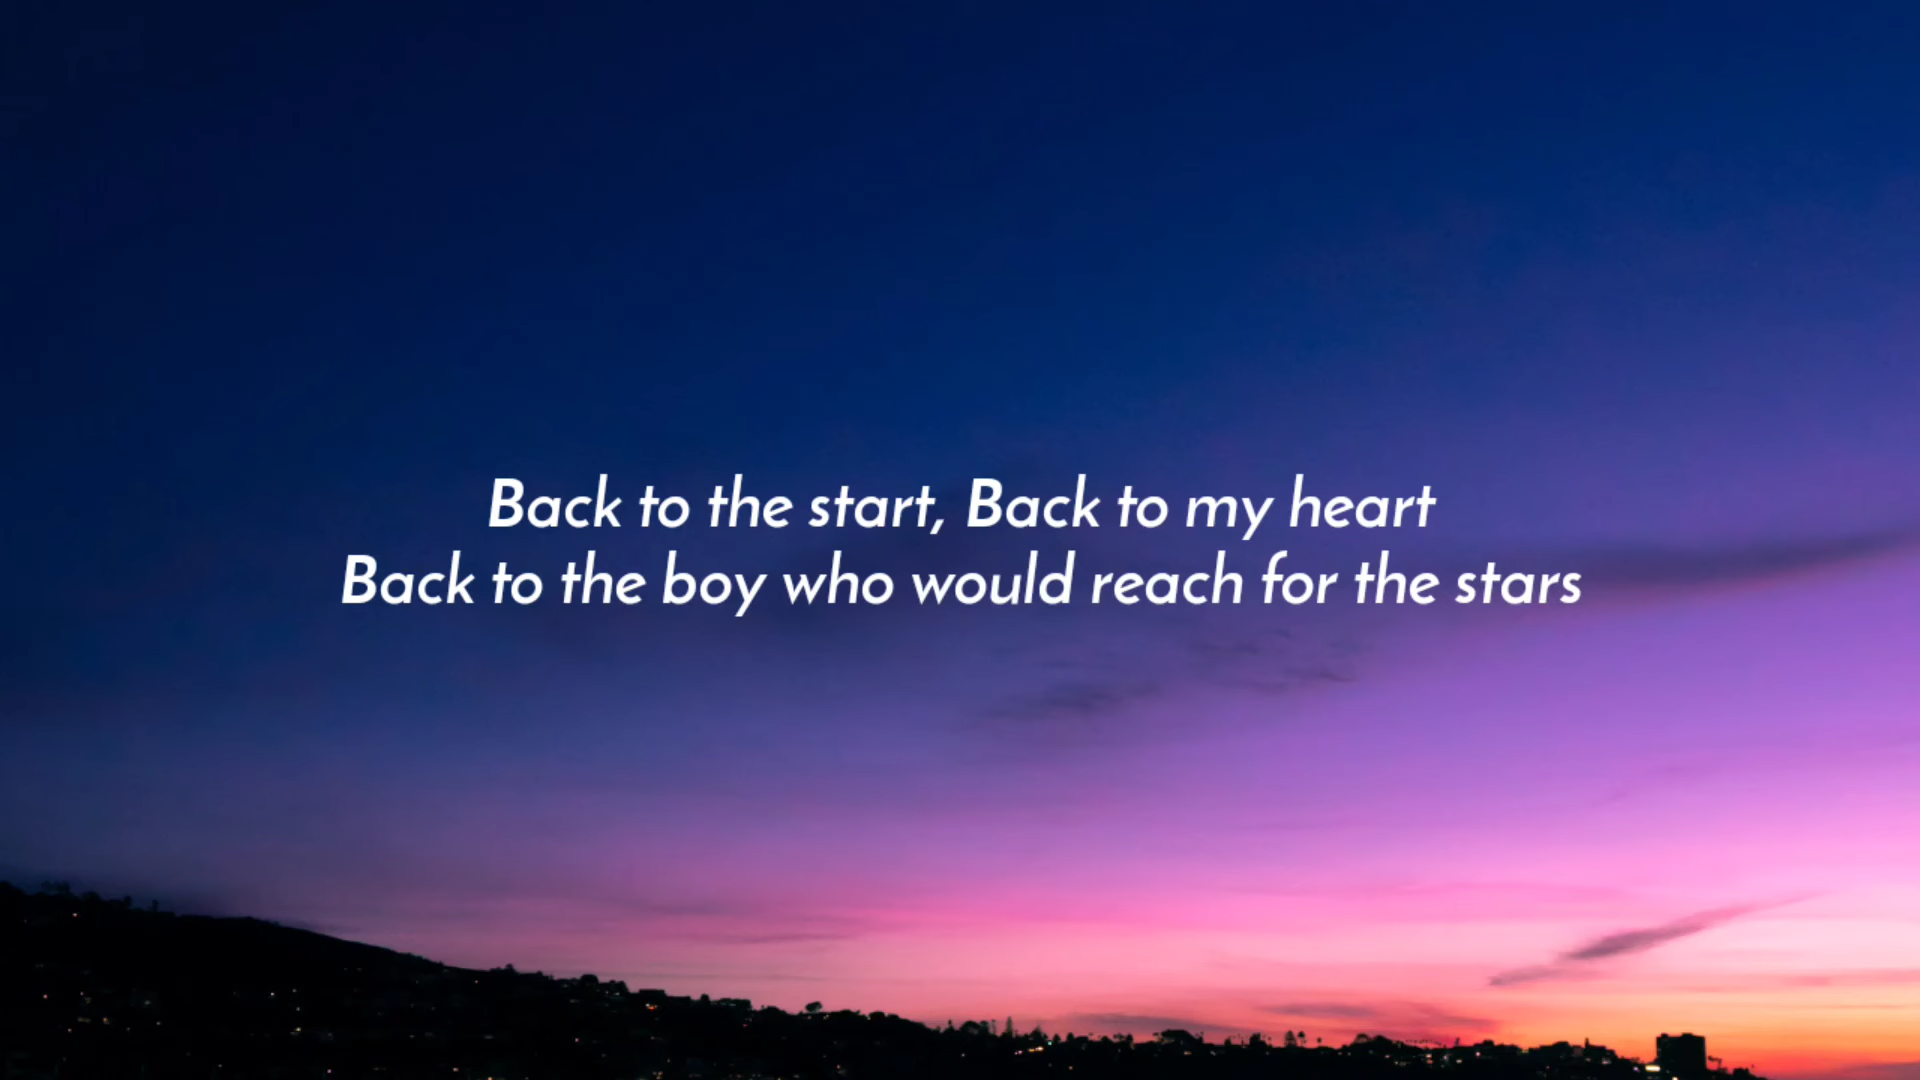 Back to the start, Back to my heart
Back to the boy who would reach for the stars